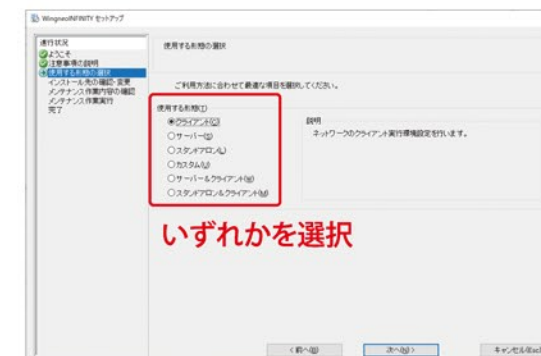 WingneoINFINITY セットアップ
進行状況
ようこそ
注意事項の説明
使用する形態の選択
インストール先の確認・変更
メンテナンス作業内容の確認
メンテナンス作業実行
完了
使用する形態の選択
ご利用方法に合わせて最適な項目を選択してください。
使用する形態(T)
クライアント(C)
サーバー(S)
スタンドアロン(L)
カスタム(U)
サーバー&クライアント(W)
スタンドアロン&クライアント(M)
説明
ネットワークのクライアント実行環境設定を行います。
いずれかを選択
<前へ(B)
次へ(N)>
キャンセル(Esc)